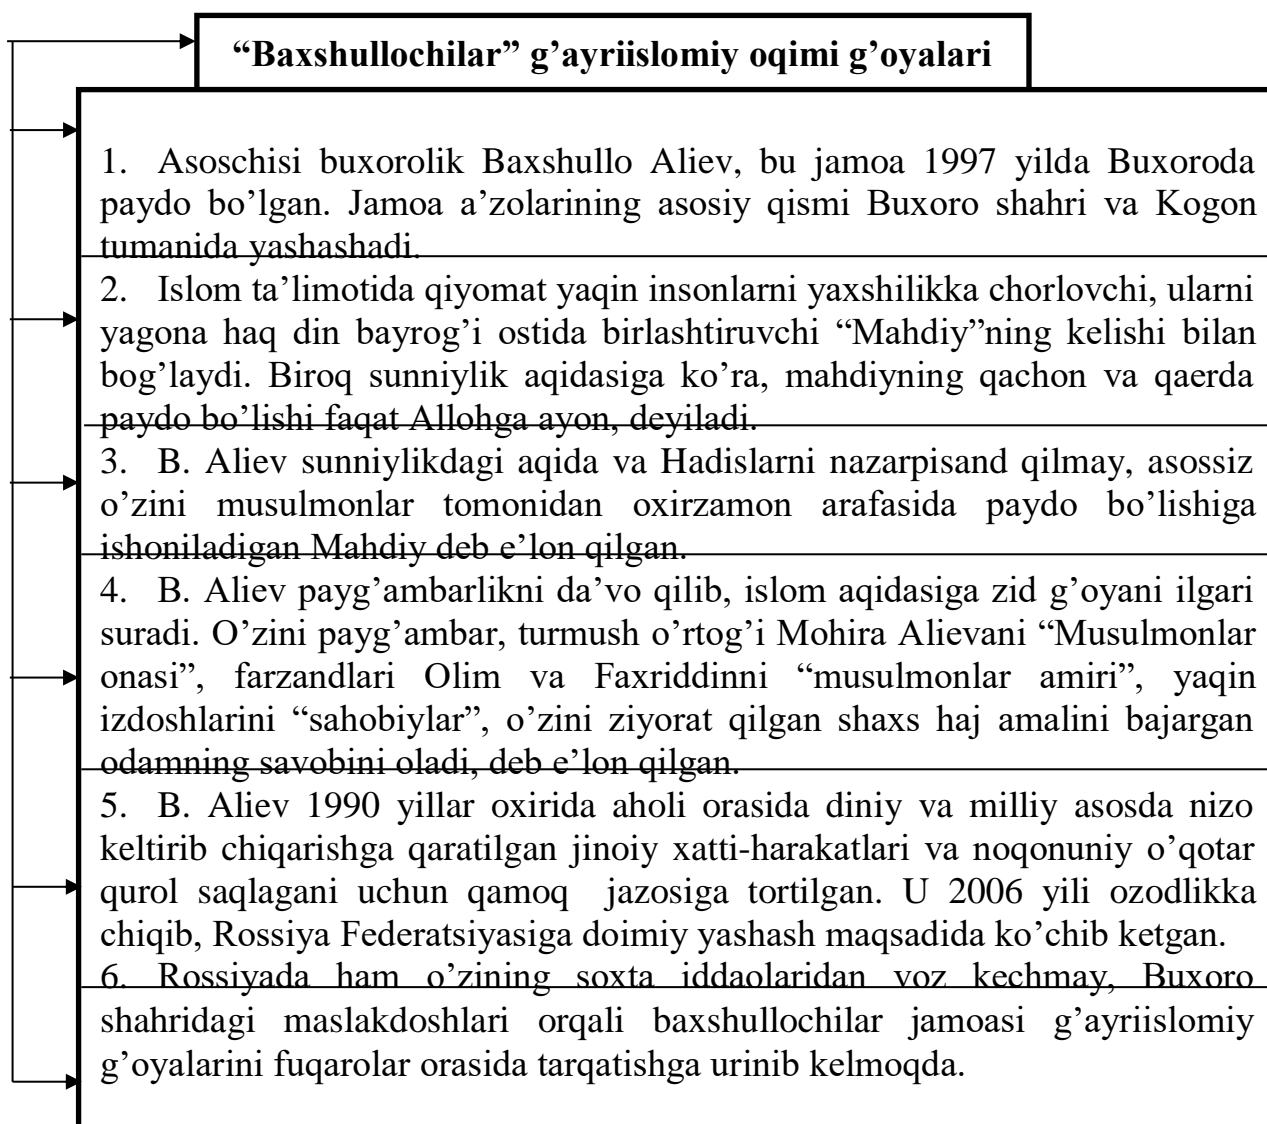 “Baxshullochilar” g’ayriislomiy oqimi g’oyalari
1. Asoschisi buxorolik Baxshullo Aliev, bu jamoa 1997 yilda Buxoroda
paydo bo’lgan. Jamoa a’zolarining asosiy qismi Buxoro shahri va Kogon
tumanida yashashadi.
2. Islom ta’limotida qiyomat yaqin insonlarni yaxshilikka chorlovchi, ularni
yagona haq din bayrog’i ostida birlashtiruvchi “Mahdiy”ning kelishi bilan
bog’laydi. Biroq sunniylik aqidasiga ko’ra, mahdiyning qachon va qaerda
paydo bo’lishi faqat Allohga ayon, deyiladi.
3. B. Aliev sunniylikdagi aqida va Hadislarni nazarpisand qilmay, asossiz
o’zini musulmonlar tomonidan oxirzamon arafasida paydo bo’lishiga
ishoniladigan Mahdiy deb e’lon qilgan.
4. B. Aliev payg’ambarlikni da’vo qilib, islom aqidasiga zid g’oyani ilgari
suradi. O’zini payg’ambar, turmush o’rtog’i Mohira Alievani “Musulmonlar
onasi”, farzandlari Olim va Faxriddinni “musulmonlar amiri”, yaqin
izdoshlarini “sahobiylar”, o’zini ziyorat qilgan shaxs haj amalini bajargan
odamning savobini oladi, deb e’lon qilgan.
5. B. Aliev 1990 yillar oxirida aholi orasida diniy va milliy asosda nizo
keltirib chiqarishga qaratilgan jinoiy xatti-harakatlari va noqonuniy o’qotar
qurol saqlagani uchun qamoq jazosiga tortilgan. U 2006 yili ozodlikka
chiqib, Rossiya Federatsiyasiga doimiy yashash maqsadida ko’chib ketgan.
6. Rossiyada ham o’zining soxta iddaolaridan voz kechmay, Buxoro
shahridagi maslakdoshlari orqali baxshullochilar jamoasi g’ayriislomiy
g’oyalarini fuqarolar orasida tarqatishga urinib kelmoqda.